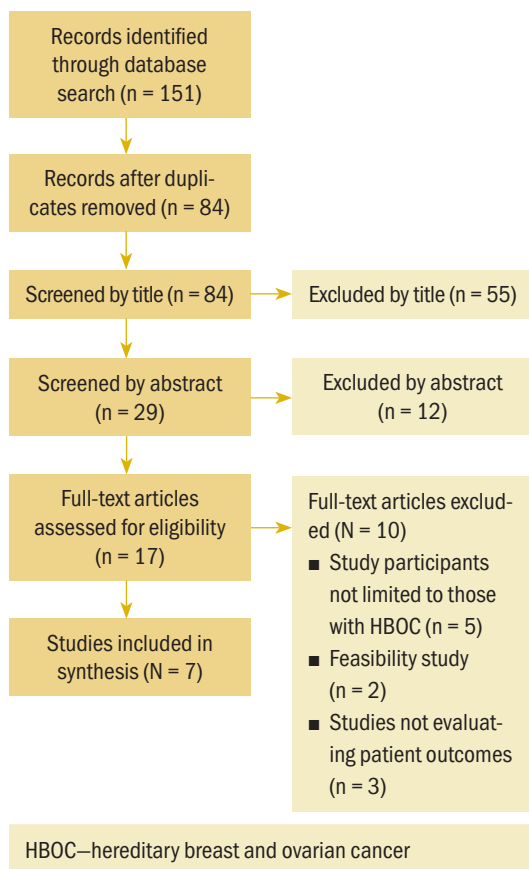 Records identified
through database
search (n = 151)
Records after dupli-
cates removed (n = 84)
Screened by title (n = 84)
Excluded by title (n = 55)
Screened by abstract
(n = 29)
Excluded by abstract
(n = 12)
Full-text articles
assessed for eligibility
(n = 17)
Full-text articles exclud-
ed (N = 10)
■ Study participants
not limited to those
with HBOC (n = 5)
■ Feasibility study
(n = 2)
■ Studies not evaluat-
ing patient outcomes
(n = 3)
Studies included in
synthesis (N = 7)
HBOC—hereditary breast and ovarian cancer